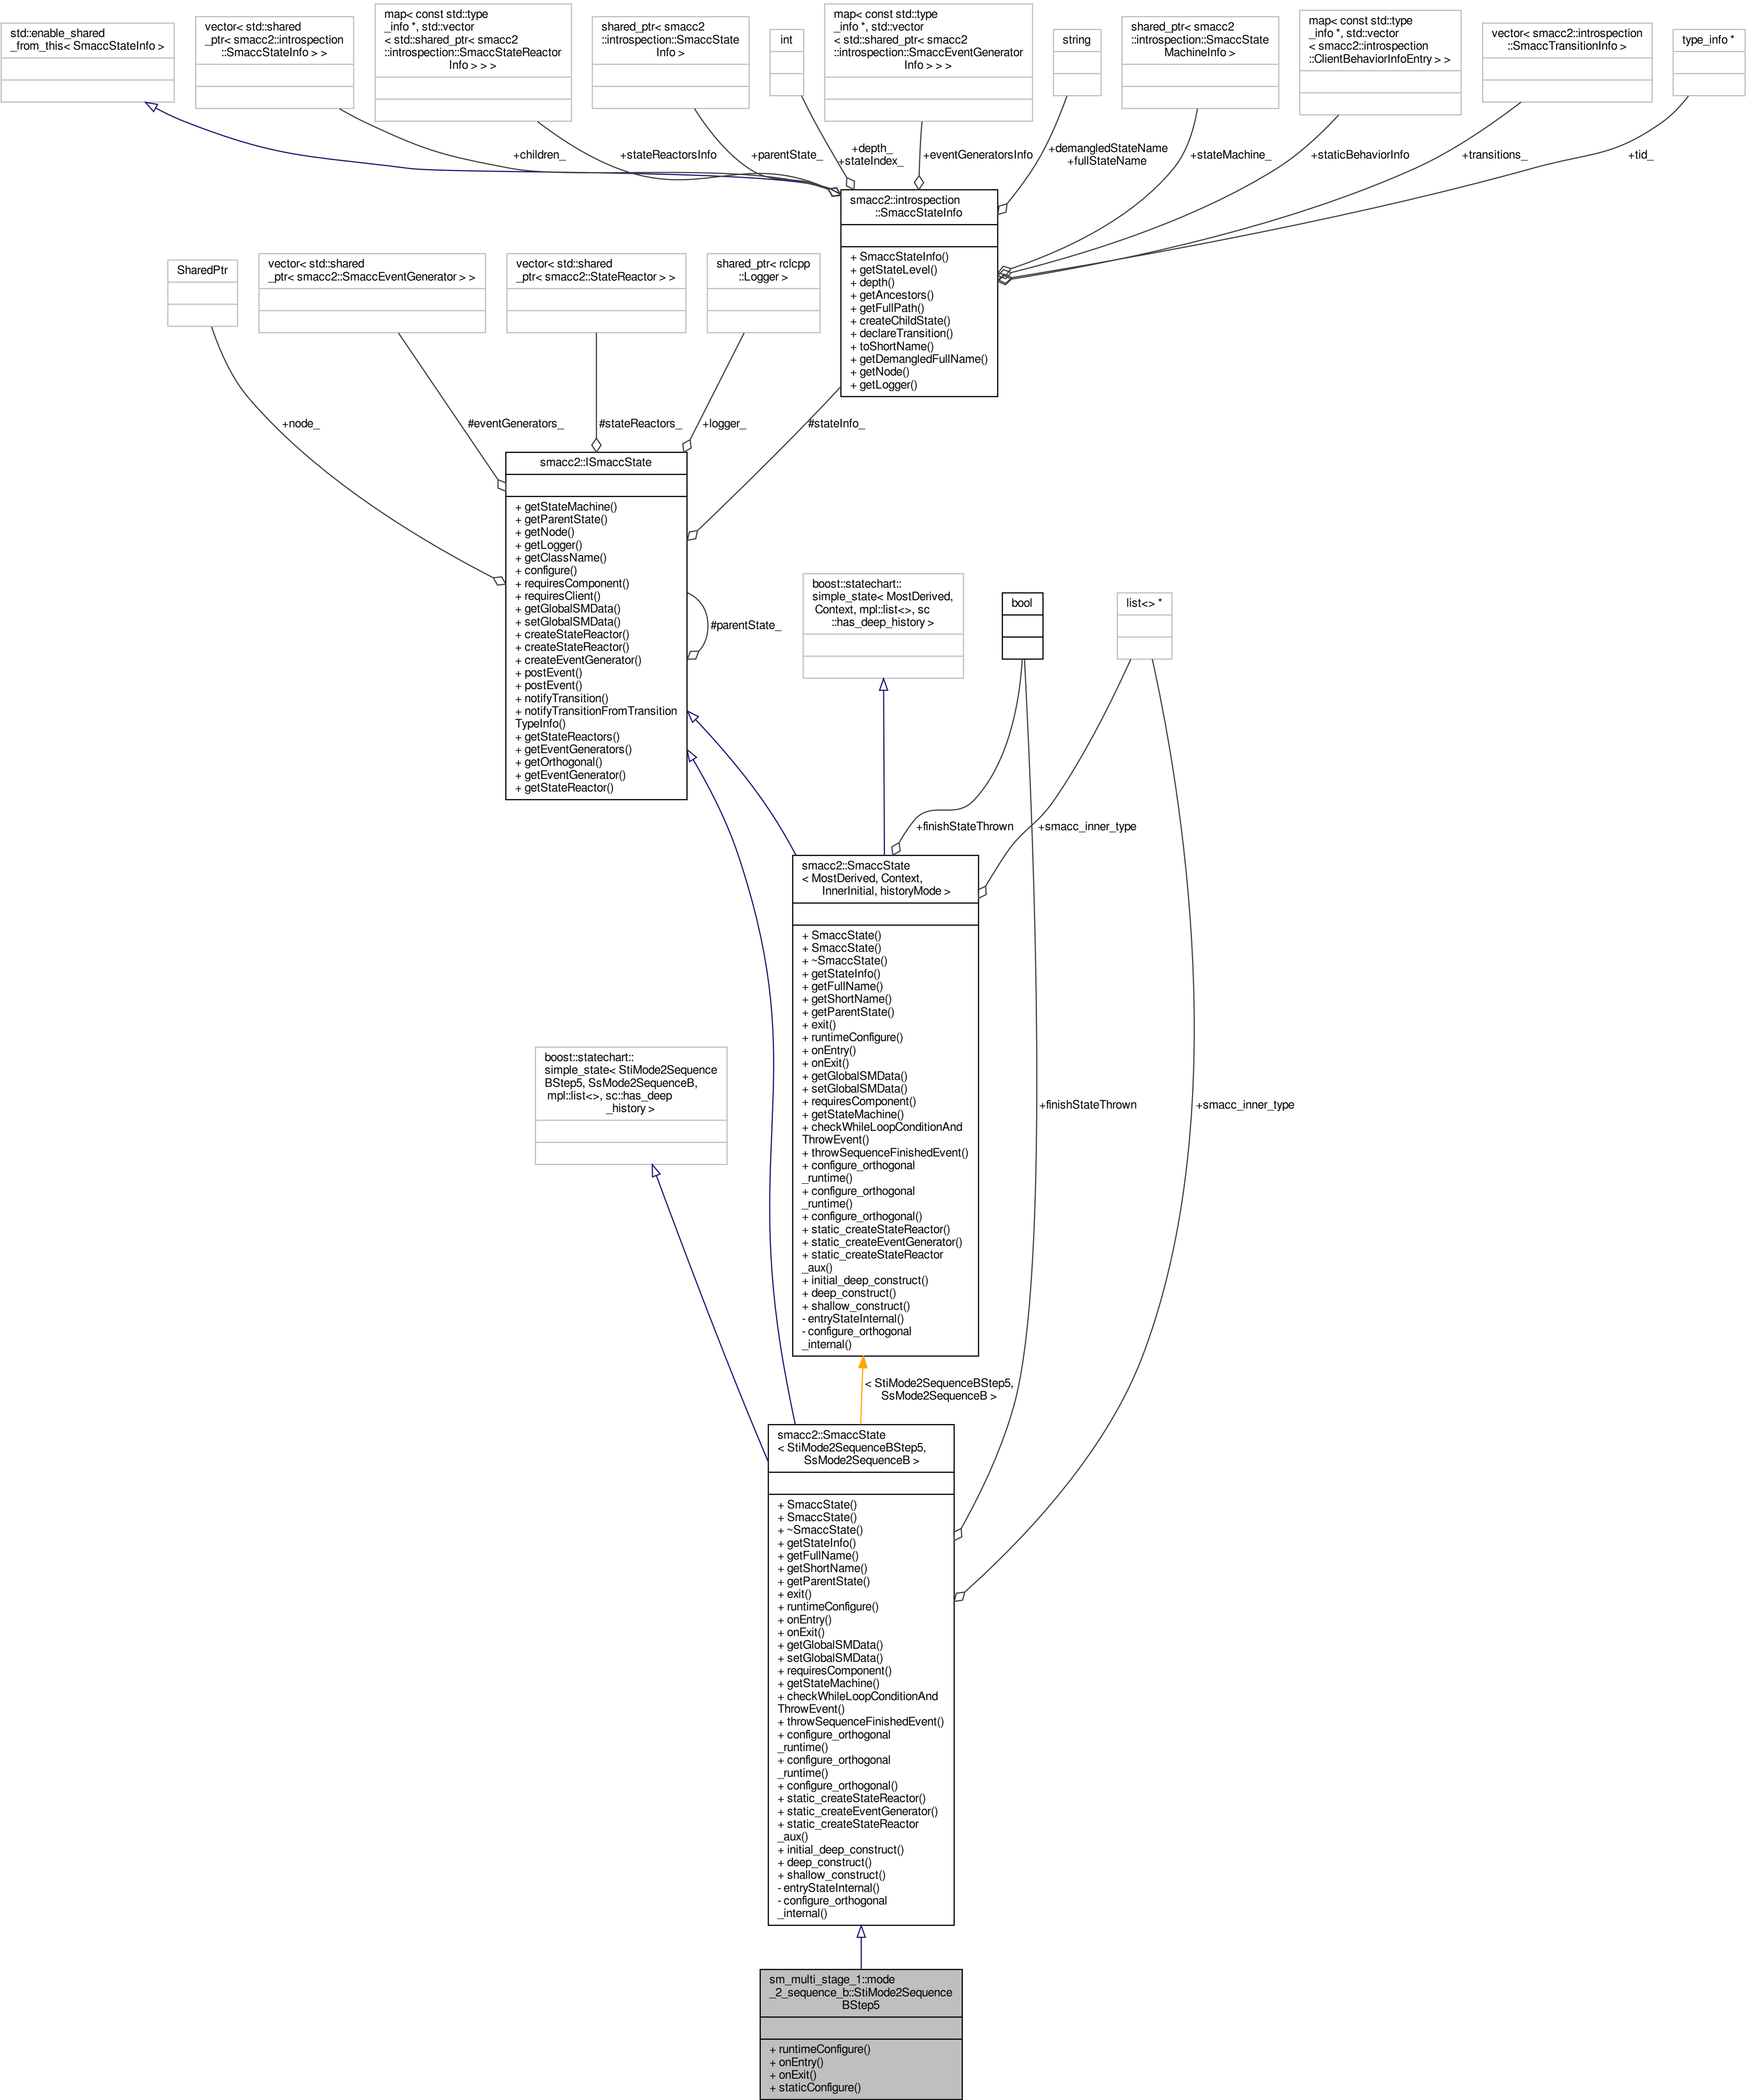 std::enable_shared
_from_this< SmaccStateInfo >
vector< std::shared
_ptr< smacc2::introspection
::SmaccStateInfo > >
map< const std::type
_info *, std::vector
< std::shared_ptr< smacc2
::introspection::SmaccStateReactor
Info > > >
shared_ptr< smacc2
::introspection::SmaccState
Info >
int
map< const std::type
_info *, std::vector
< std::shared_ptr< smacc2
::introspection::SmaccEventGenerator
Info > > >
string
shared_ptr< smacc2
::introspection::SmaccState
MachineInfo >
map< const std::type
_info *, std::vector
< smacc2::introspection
::ClientBehaviorInfoEntry > >
vector< smacc2::introspection
::SmaccTransitionInfo >
type_info *
+children_
+stateReactorsInfo
+parentState_
+depth_
+stateIndex_
+eventGeneratorsInfo
+demangledStateName
+fullStateName
+stateMachine_
+staticBehaviorInfo
+transitions_
+tid_
smacc2::introspection
::SmaccStateInfo
+ SmaccStateInfo()
+ getStateLevel()
+ depth()
+ getAncestors()
+ getFullPath()
+ createChildState()
+ declareTransition()
+ toShortName()
+ getDemangledFullName()
+ getNode()
+ getLogger()
SharedPtr
vector< std::shared
_ptr< smacc2::SmaccEventGenerator > >
vector< std::shared
_ptr< smacc2::StateReactor > >
shared_ptr< rclcpp
::Logger >
+node_
#eventGenerators_
#stateReactors_
+logger_
#stateInfo_
smacc2::ISmaccState
+ getStateMachine()
+ getParentState()
+ getNode()
+ getLogger()
+ getClassName()
+ configure()
+ requiresComponent()
+ requiresClient()
+ getGlobalSMData()
+ setGlobalSMData()
+ createStateReactor()
+ createStateReactor()
+ createEventGenerator()
+ postEvent()
+ postEvent()
+ notifyTransition()
+ notifyTransitionFromTransition
TypeInfo()
+ getStateReactors()
+ getEventGenerators()
+ getOrthogonal()
+ getEventGenerator()
+ getStateReactor()
#parentState_
boost::statechart::
simple_state< MostDerived,
Context, mpl::list<>, sc
::has_deep_history >
bool
list<> *
+finishStateThrown
+smacc_inner_type
smacc2::SmaccState
< MostDerived, Context,
InnerInitial, historyMode >
+ SmaccState()
+ SmaccState()
+ ~SmaccState()
+ getStateInfo()
+ getFullName()
+ getShortName()
+ getParentState()
+ exit()
+ runtimeConfigure()
+ onEntry()
+ onExit()
+ getGlobalSMData()
+ setGlobalSMData()
+ requiresComponent()
+ getStateMachine()
+ checkWhileLoopConditionAnd
ThrowEvent()
+ throwSequenceFinishedEvent()
+ configure_orthogonal
_runtime()
+ configure_orthogonal
_runtime()
+ configure_orthogonal()
+ static_createStateReactor()
+ static_createEventGenerator()
+ static_createStateReactor
_aux()
+ initial_deep_construct()
+ deep_construct()
+ shallow_construct()
- entryStateInternal()
- configure_orthogonal
_internal()
boost::statechart::
simple_state< StiMode2Sequence
BStep5, SsMode2SequenceB,
mpl::list<>, sc::has_deep
_history >
+finishStateThrown
+smacc_inner_type
< StiMode2SequenceBStep5,
SsMode2SequenceB >
smacc2::SmaccState
< StiMode2SequenceBStep5,
SsMode2SequenceB >
+ SmaccState()
+ SmaccState()
+ ~SmaccState()
+ getStateInfo()
+ getFullName()
+ getShortName()
+ getParentState()
+ exit()
+ runtimeConfigure()
+ onEntry()
+ onExit()
+ getGlobalSMData()
+ setGlobalSMData()
+ requiresComponent()
+ getStateMachine()
+ checkWhileLoopConditionAnd
ThrowEvent()
+ throwSequenceFinishedEvent()
+ configure_orthogonal
_runtime()
+ configure_orthogonal
_runtime()
+ configure_orthogonal()
+ static_createStateReactor()
+ static_createEventGenerator()
+ static_createStateReactor
_aux()
+ initial_deep_construct()
+ deep_construct()
+ shallow_construct()
- entryStateInternal()
- configure_orthogonal
_internal()
sm_multi_stage_1::mode
_2_sequence_b::StiMode2Sequence
BStep5
+ runtimeConfigure()
+ onEntry()
+ onExit()
+ staticConfigure()